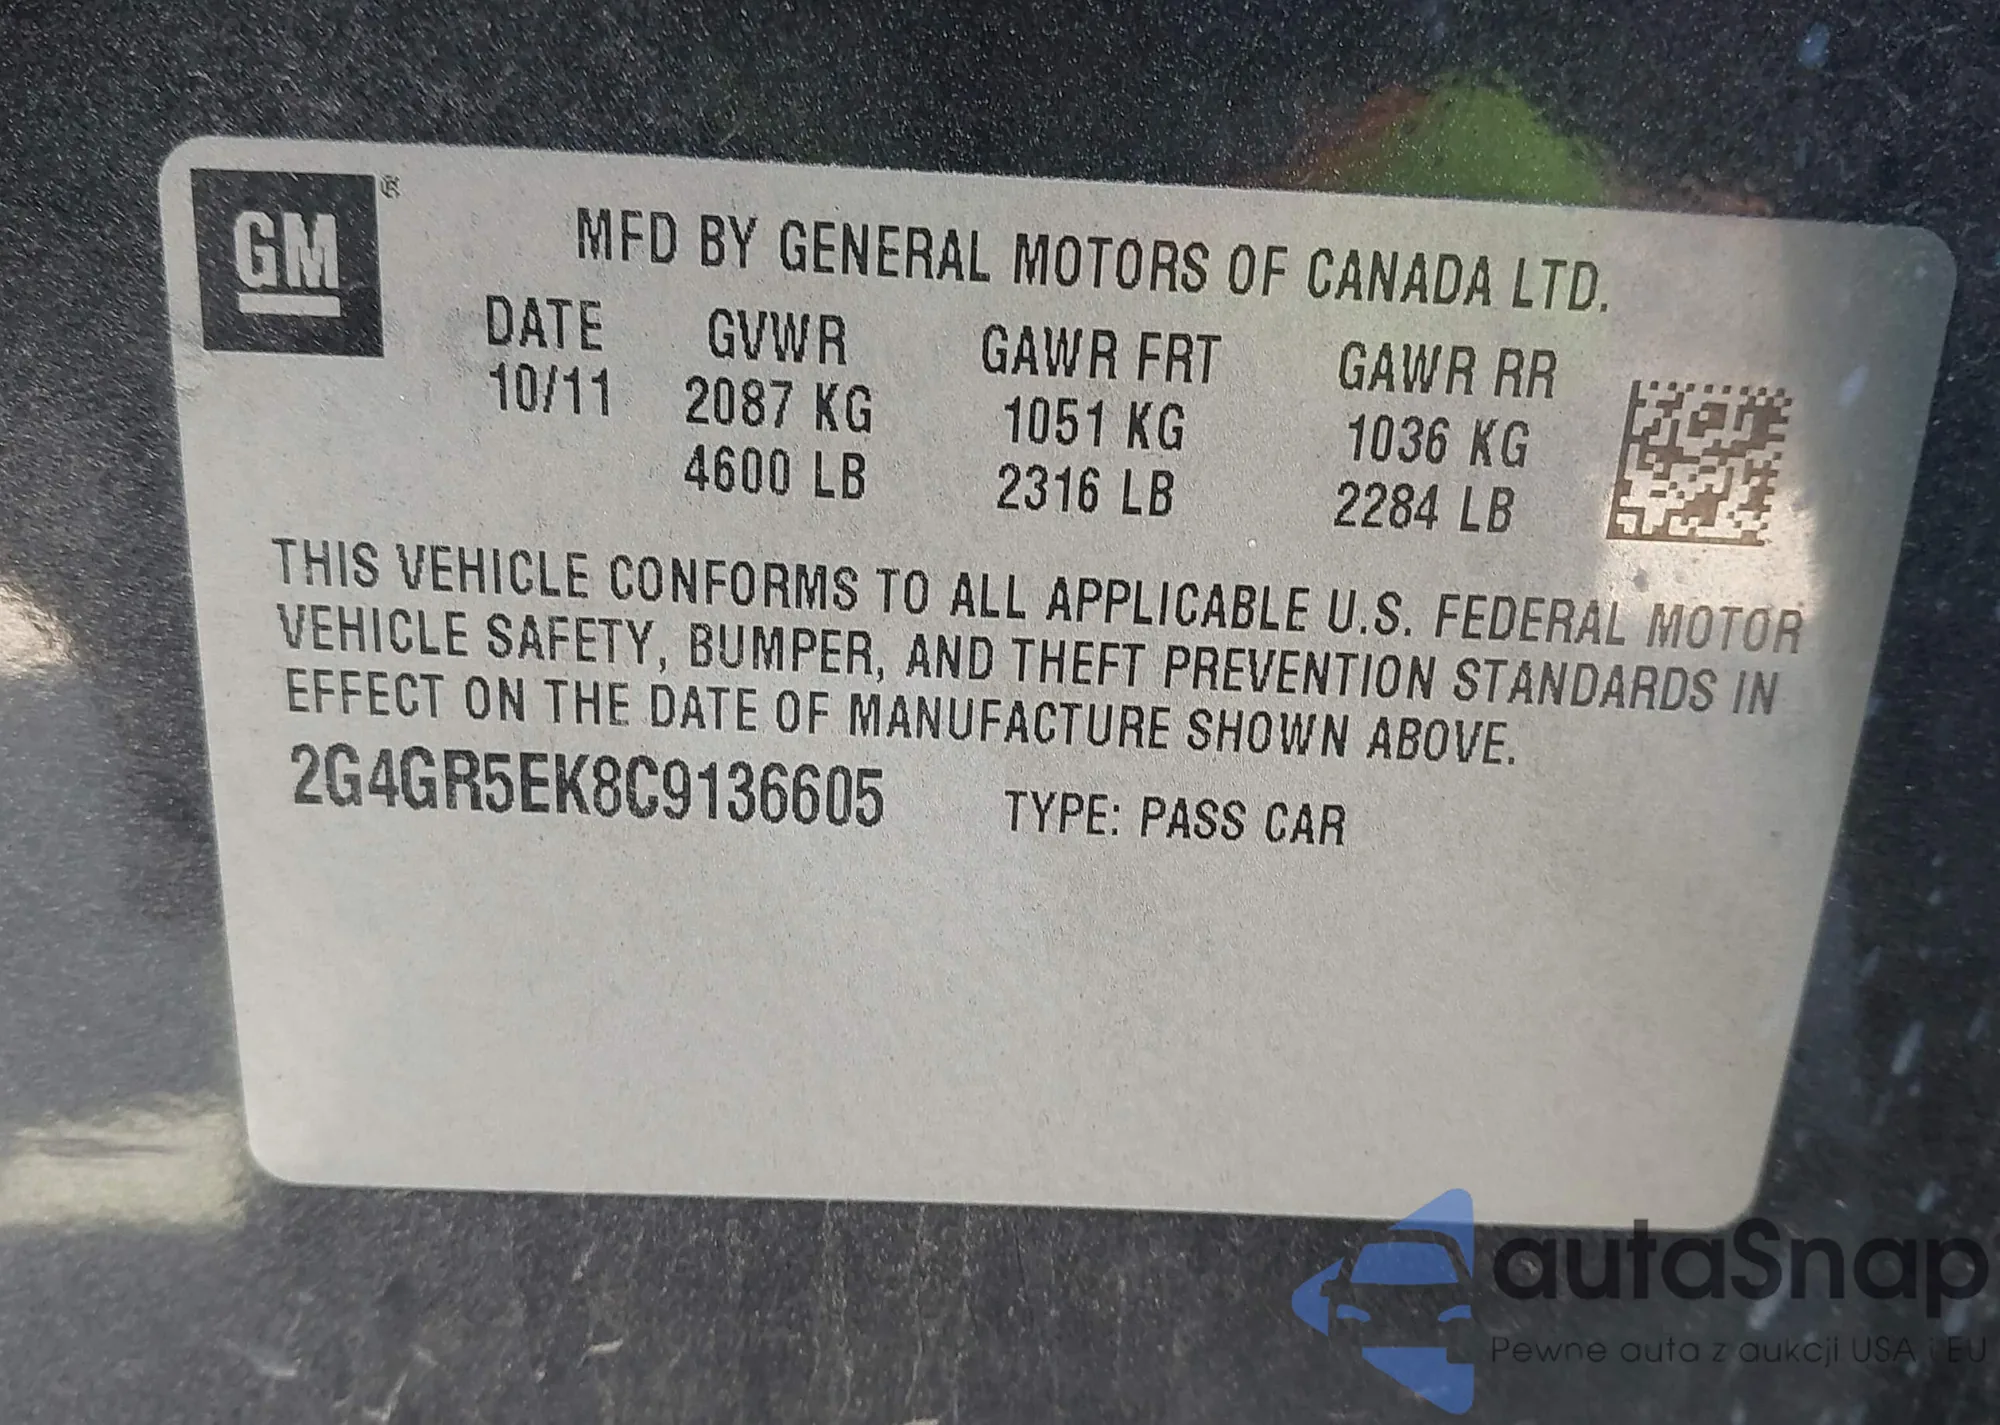 GM
MFD BY GENERAL MOTORS OF CANADA LTD.
DATE GVWR GAWR FRT GAWR RR
10/11 2087 KG 1051 KG 1036 KG
4600 LB 2316 LB 2284 LB
THIS VEHICLE CONFORMS TO ALL APPLICABLE U.S. FEDERAL MOTOR
VEHICLE SAFETY, BUMPER, AND THEFT PREVENTION STANDARDS IN
EFFECT ON THE DATE OF MANUFACTURE SHOWN ABOVE.
2G4GR5EK8C9136605 TYPE: PASS CAR
autaSnap
Pewne auta z aukcji USA i EU